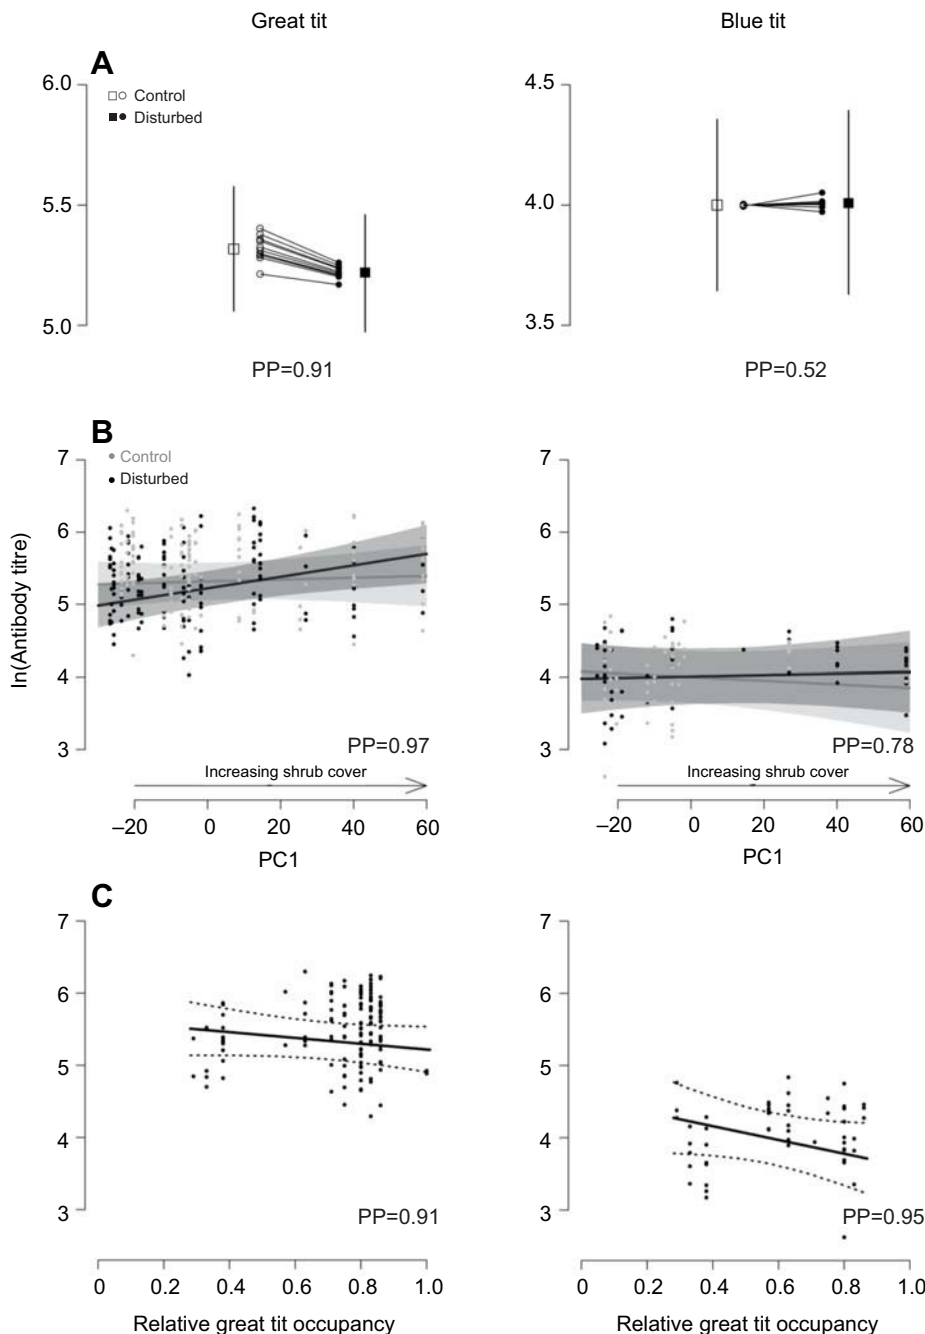 Great tit
Blue tit
A
6.0
5.5
5.0
Control
Disturbed
PP=0.91
4.5
4.0
3.5
PP=0.52
B
ln(Antibody titre)
7
6
5
4
3
Control
Disturbed
PP=0.97
Increasing shrub cover
–20 0 20 40 60
PC1
7
6
5
4
3
PP=0.78
Increasing shrub cover
–20 0 20 40 60
PC1
C
7
6
5
4
3
PP=0.91
0 0.2 0.4 0.6 0.8 1.0
Relative great tit occupancy
7
6
5
4
3
PP=0.95
0 0.2 0.4 0.6 0.8 1.0
Relative great tit occupancy